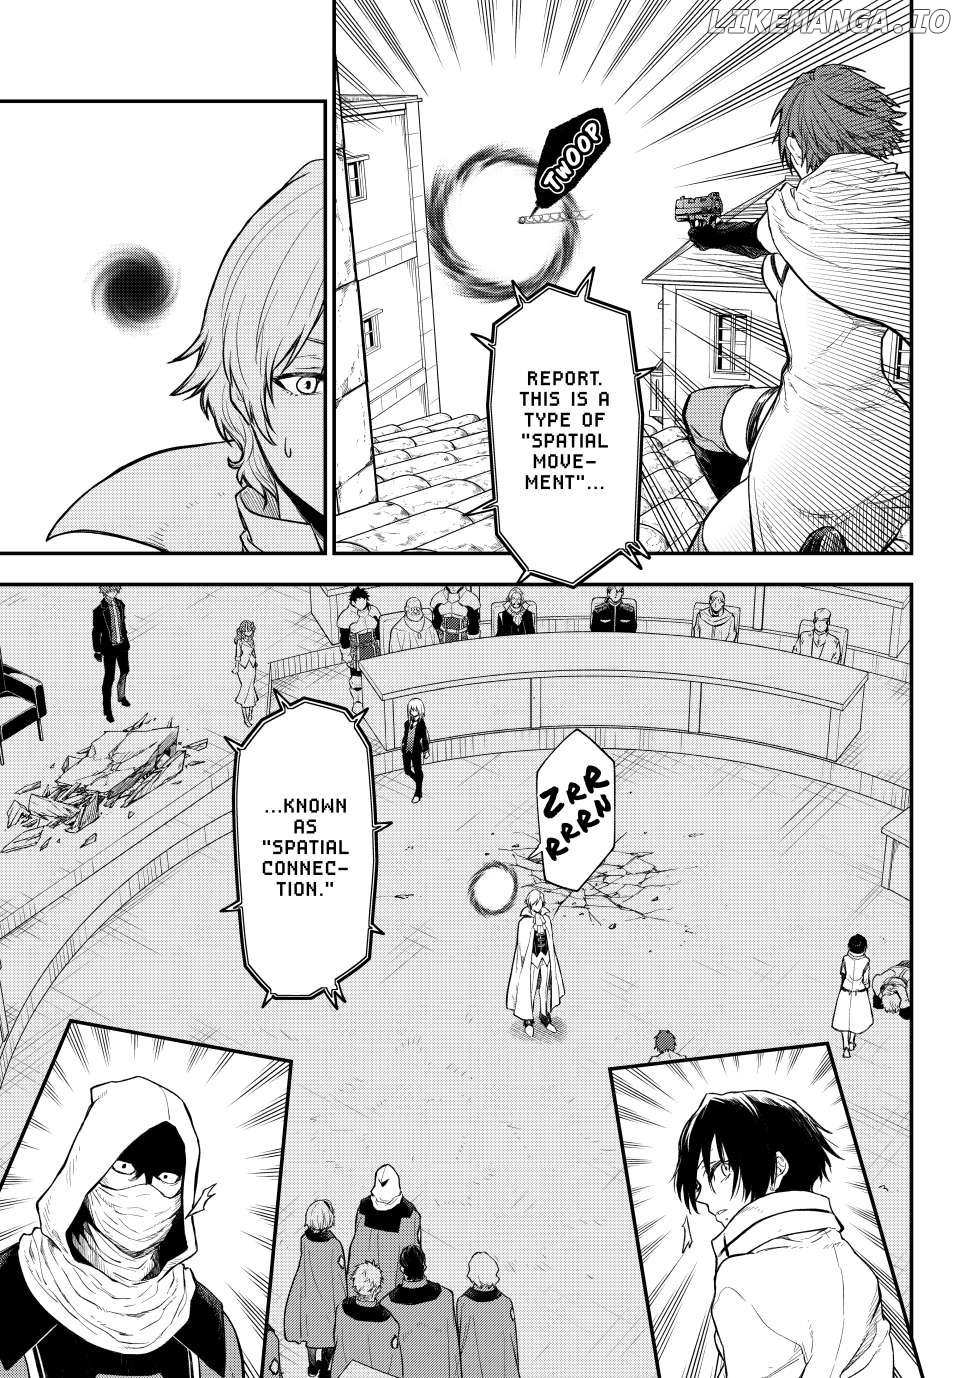 LIKEMANGA.IO
TWOOP
REPORT.
THIS IS A
TYPE OF
"SPATIAL
MOVE-
MENT"...
...KNOWN
AS
"SPATIAL
CONNEC-
TION."
ZRR
RRRN